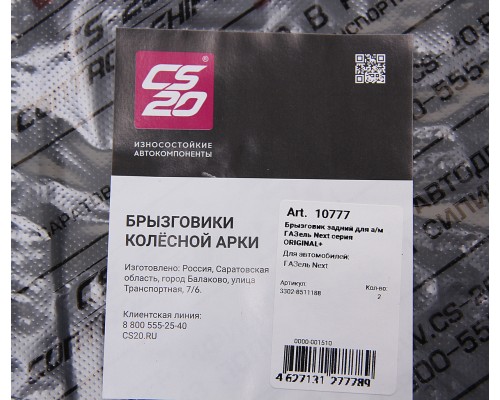 CS
20
®
ИЗНОСОСТОЙКИЕ
АВТОКОМПОНЕНТЫ
БРЫЗГОВИКИ
КОЛЁСНОЙ АРКИ
Изготовлено: Россия, Саратовская
область, город Балаково, улица
Транспортная, 7/6.
Клиентская линия:
8 800 555-25-40
CS20.RU
Art. 10777
Брызговик задний для а/м
ГАЗель Next серия
ORIGINAL+
Для автомобилей:
ГАЗель Next
Артикул: Кол-во:
3302-8511188 2
0000-001510
4 627131 277789